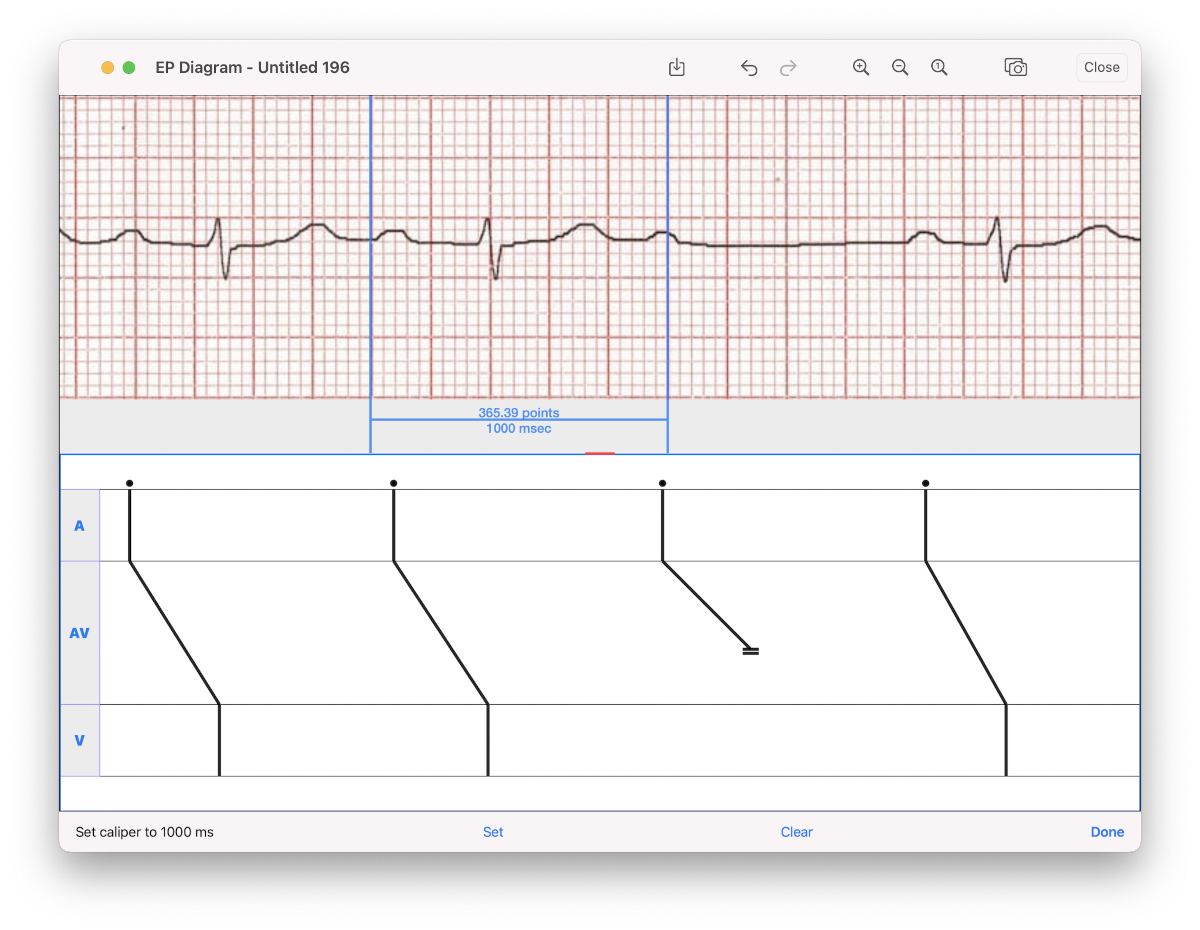 EP Diagram - Untitled 196
1
Close
365.39 points
1000 msec
A
AV
V
Set caliper to 1000 ms
Set
Clear
Done